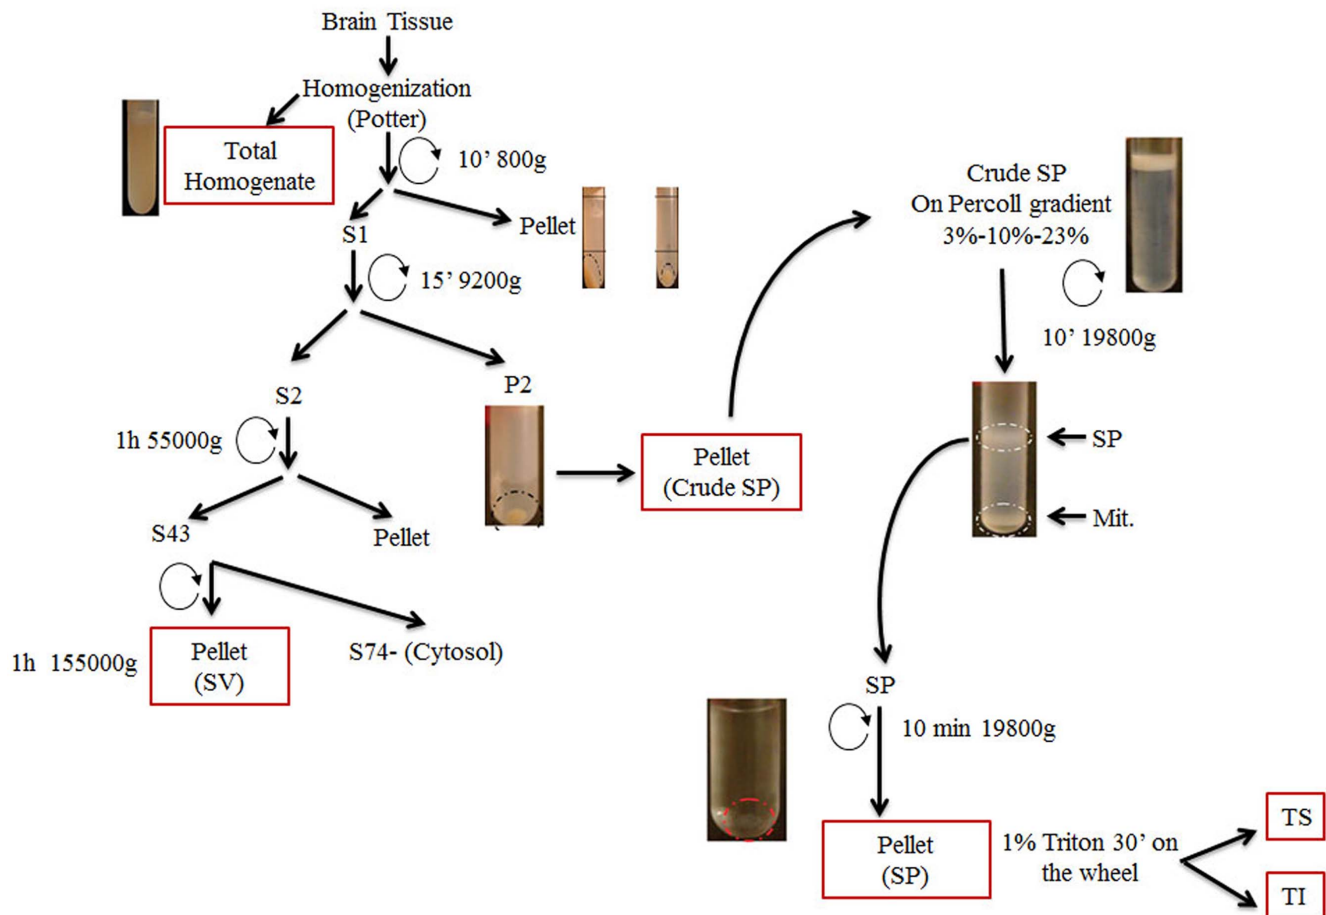 Brain Tissue
Homogenization
(Potter)
Total
Homogenate
10’ 800g
Pellet
S1
15’ 9200g
S2
P2
1h 55000g
S43
Pellet
1h 155000g
Pellet
(SV)
S74- (Cytosol)
Pellet
(Crude SP)
Crude SP
On Percoll gradient
3%-10%-23%
10’ 19800g
SP
Mit.
SP
10 min 19800g
Pellet
(SP)
1% Triton 30’ on
the wheel
TS
TI